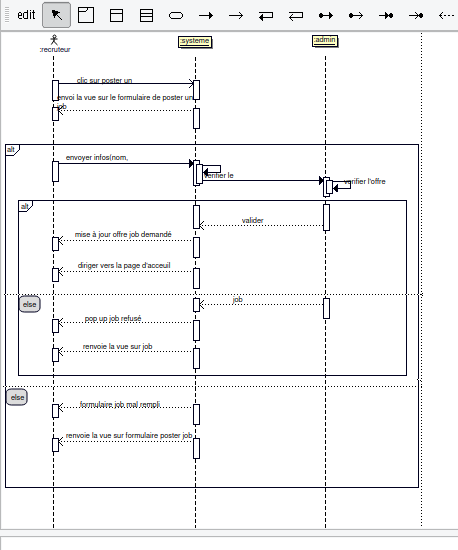 edit
:recruteur
:systeme
:admin
clic sur poster un
envoi la vue sur le formulaire de poster un
job
alt
envoyer infos(nom,
verifier le
verifier l'offre
alt
valider
mise à jour offre job demandé
diriger vers la page d'acceuil
else
job
pop up job refusé
renvoie la vue sur job
else
formulaire job mal rempli
renvoie la vue sur formulaire poster job